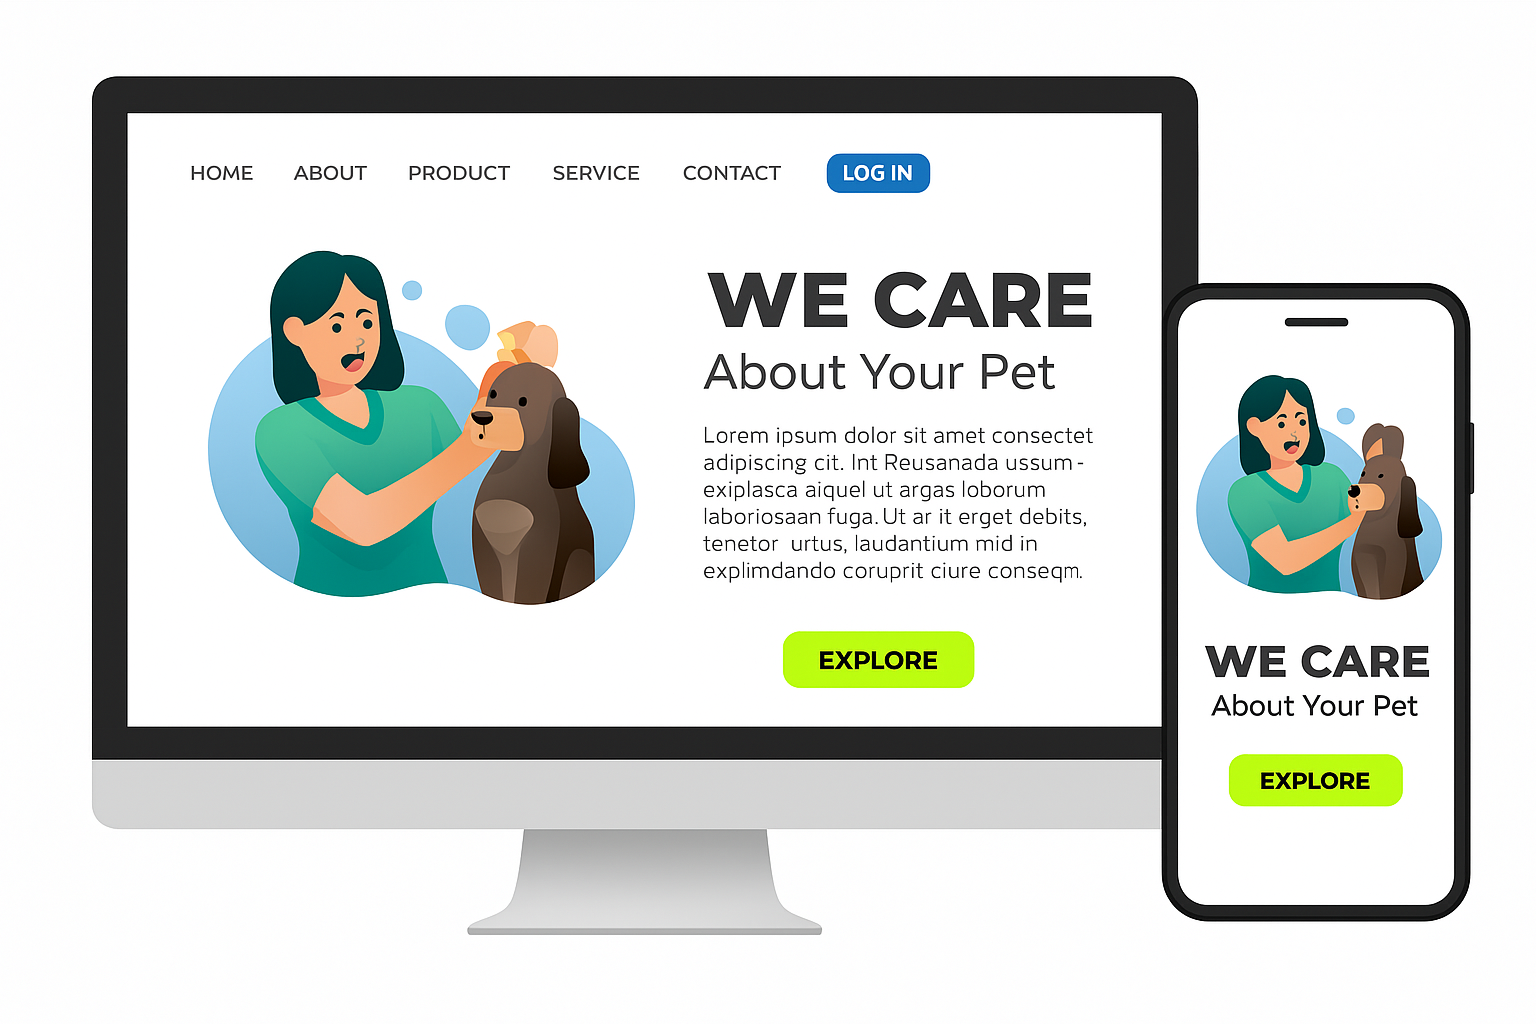 HOME ABOUT PRODUCT SERVICE CONTACT LOG IN
WE CARE
About Your Pet
Lorem ipsum dolor sit amet consectet
adipiscing cit. Int Reusanada ussum-
exiplasca aiquel ut argas loborum
laboriosaan fuga. Ut ar it erget debits,
tenetor urtus, laudantium mid in
explimdando coruprit ciure conseqm.
EXPLORE
WE CARE
About Your Pet
EXPLORE